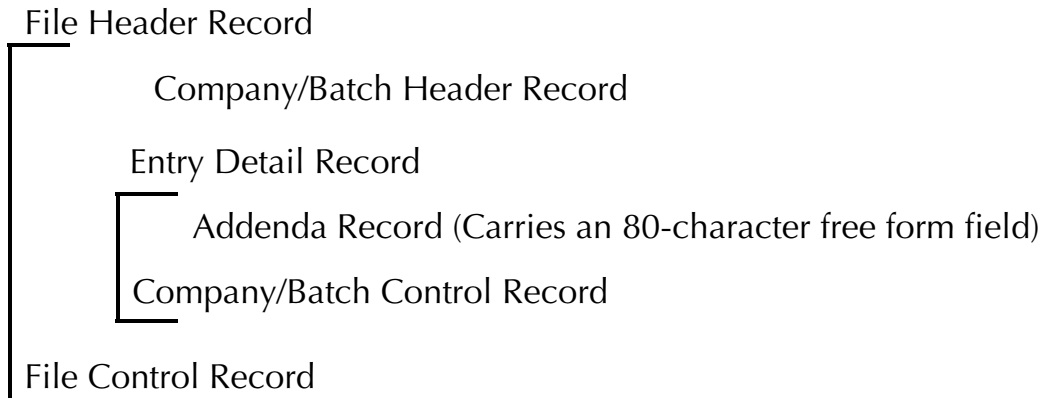 File Header Record
Company/Batch Header Record
Entry Detail Record
Addenda Record (Carries an 80-character free form field)
Company/Batch Control Record
File Control Record